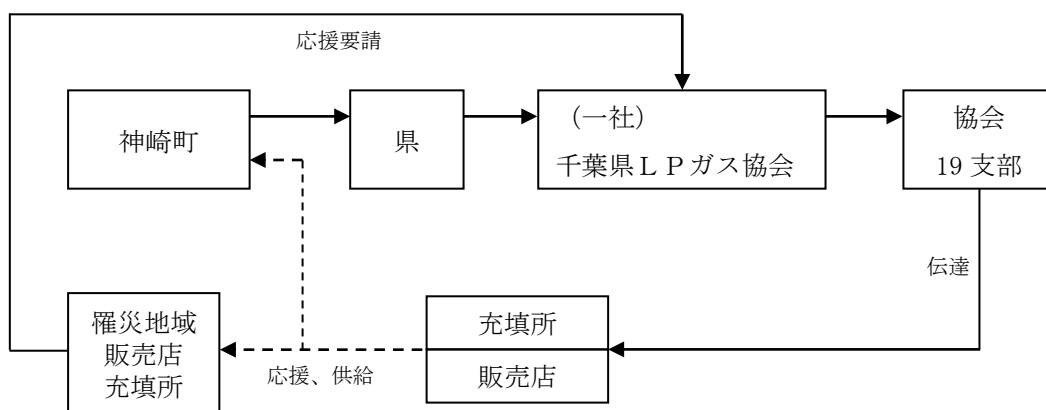 応援要請
神崎町
県
（一社）
千葉県ＬＰガス協会
協会
19 支部
伝達
罹災地域
販売店
充填所
応援、供給
充填所
販売店